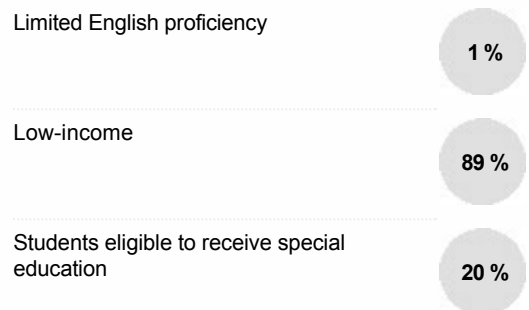 Limited English proficiency
1 %
Low-income
89 %
Students eligible to receive special
education
20 %